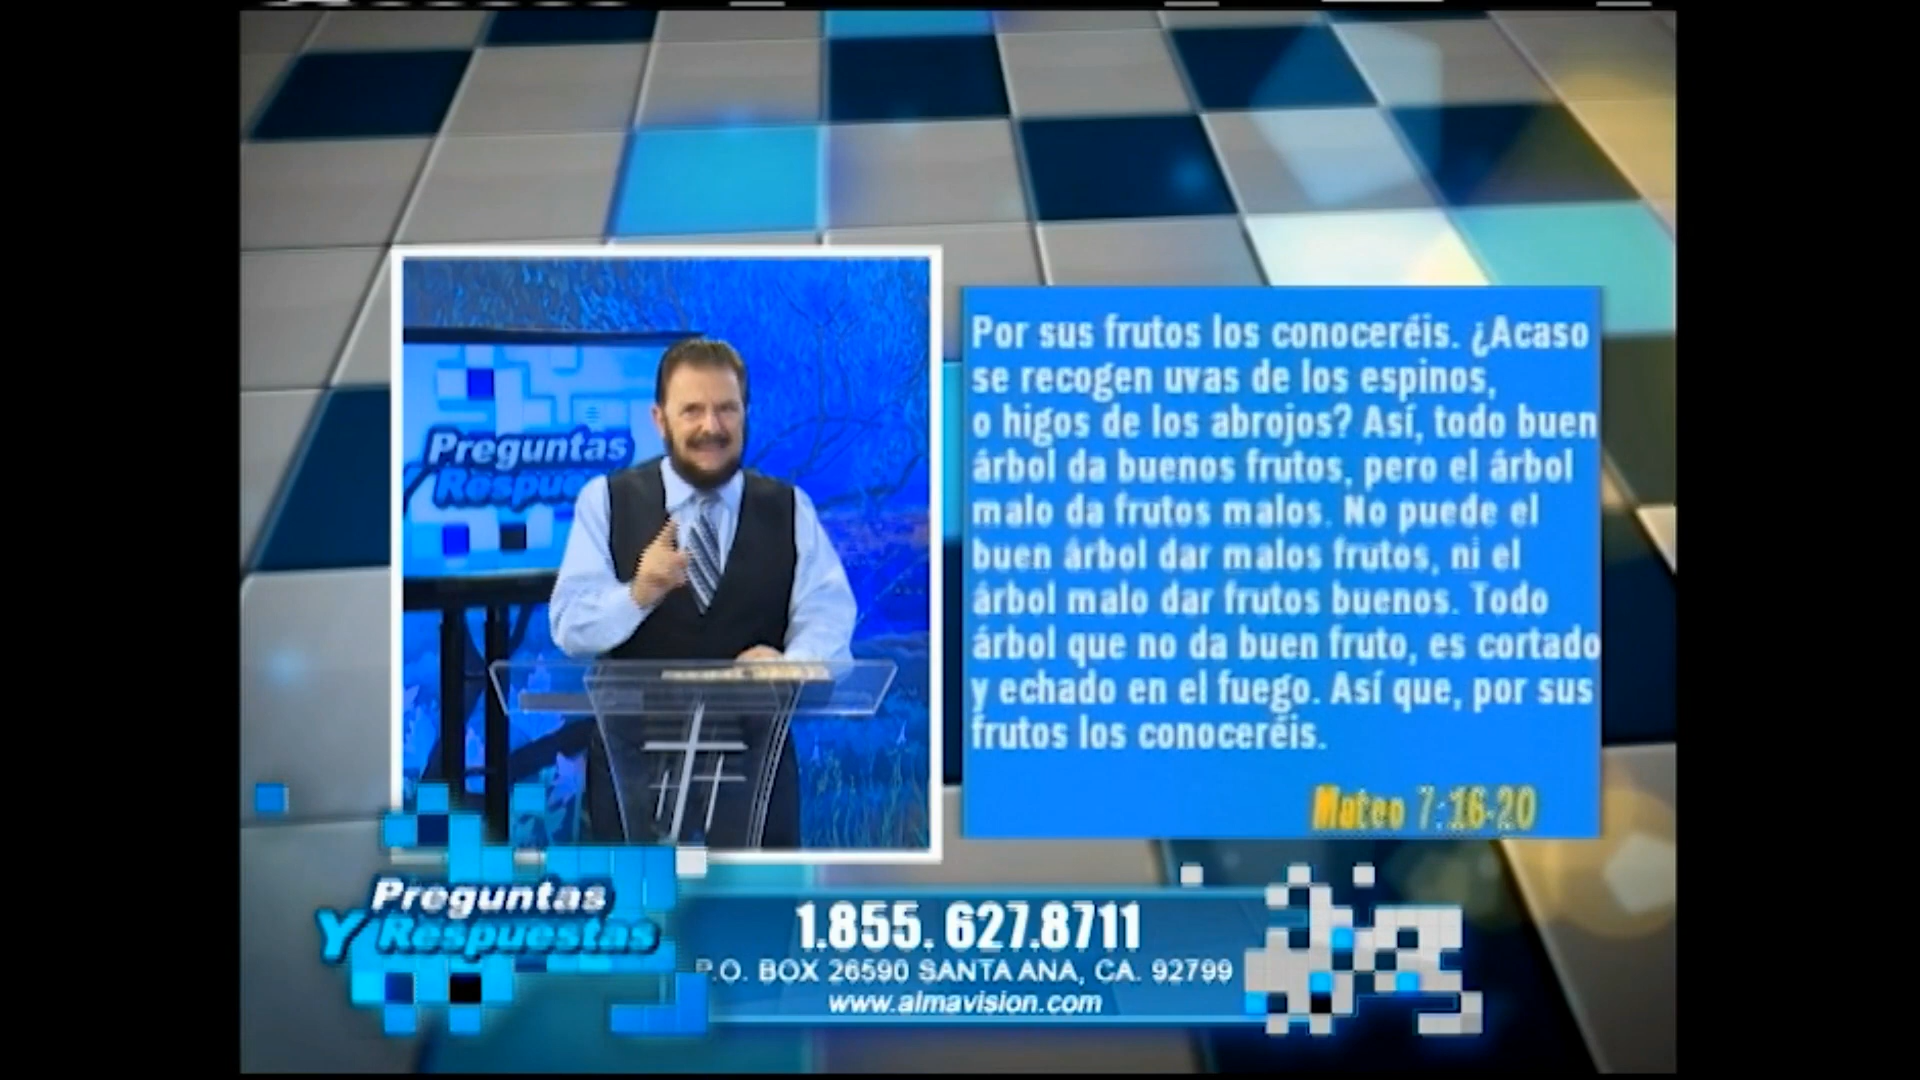 Preguntas
Respue
Por sus frutos los conoceréis. ¿Acaso
se recogen uvas de los espinos,
o higos de los abrojos? Así, todo buen
árbol da buenos frutos, pero el árbol
malo da frutos malos. No puede el
buen árbol dar malos frutos, ni el
árbol malo dar frutos buenos. Todo
árbol que no da buen fruto, es cortado
y echado en el fuego. Así que, por sus
frutos los conoceréis.
Mateo 7:16-20
Preguntas
Y Respuestas
1.855. 627.8711
P.O. BOX 26590 SANTA ANA, CA. 92799
www.almavision.com